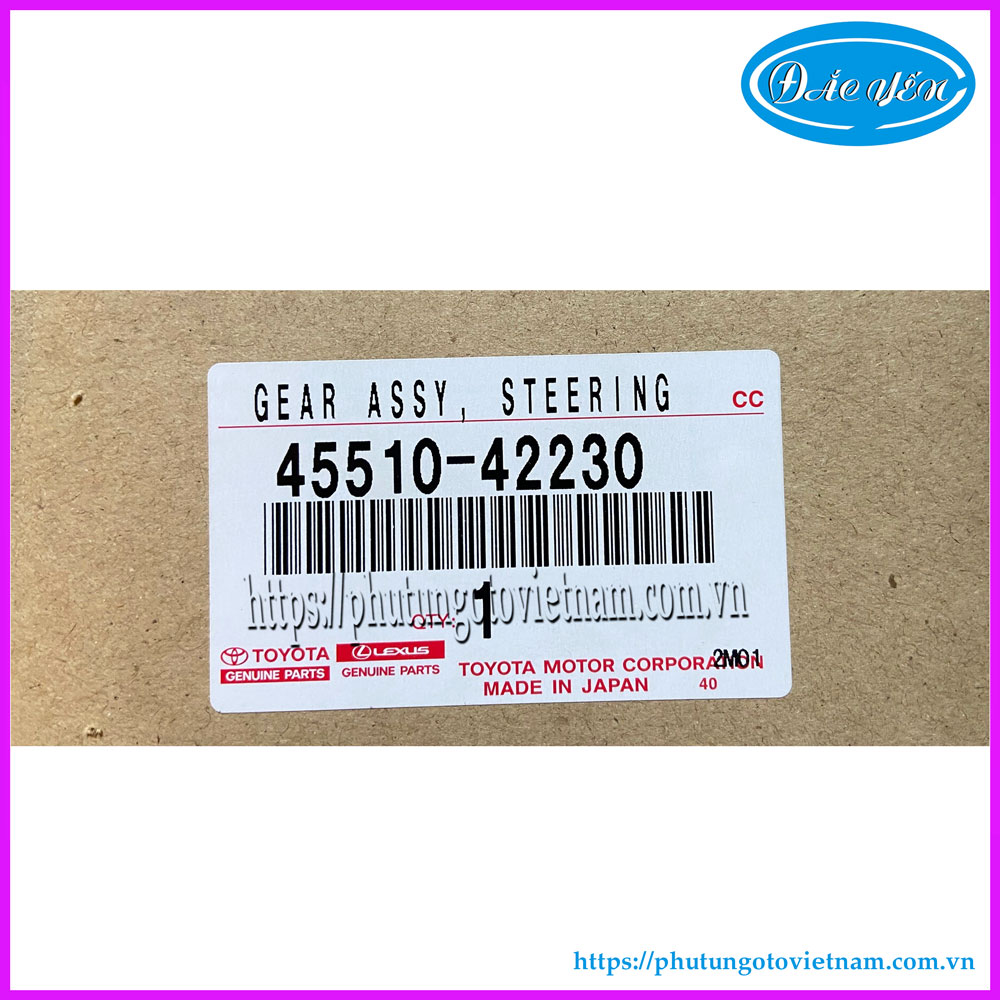 ĐẮC YẾN
GEAR ASSY, STEERING CC
45510-42230
https://phutungotovietnam.com.vn
QTY: 1
TOYOTA LEXUS
GENUINE PARTS GENUINE PARTS
TOYOTA MOTOR CORPORATION 2M01
MADE IN JAPAN 40
https://phutungotovietnam.com.vn